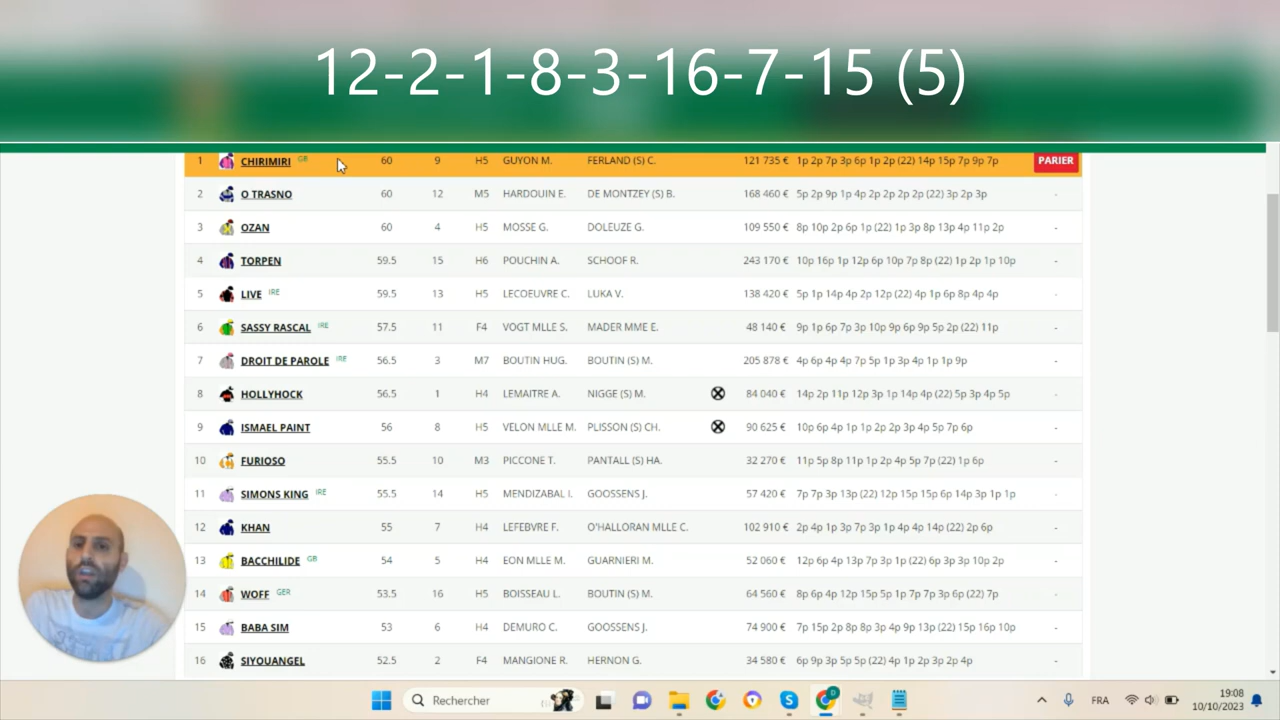 12-2-1-8-3-16-7-15 (5)
1 CHIRIMIRI GB 60 9 H5 GUYON M. FERLAND (S) C. 121 735 € 1p 2p 7p 3p 6p 1p 2p (22) 14p 15p 7p 9p 7p PARIER
2 O TRASNO 60 12 M5 HARDOUIN E. DE MONTZEY (S) B. 168 460 € 5p 2p 9p 1p 4p 2p 2p 2p 2p (22) 3p 2p 3p -
3 OZAN 60 4 H5 MOSSE G. DOLEUZE G. 109 550 € 8p 10p 2p 6p 1p (22) 1p 3p 8p 13p 4p 11p 2p -
4 TORPEN 59.5 15 H6 POUCHIN A. SCHOOF R. 243 170 € 10p 16p 1p 12p 6p 10p 7p 8p (22) 1p 2p 1p 10p -
5 LIVE IRE 59.5 13 H5 LECOEUVRE C. LUKA V. 138 420 € 5p 1p 14p 4p 2p 12p (22) 4p 1p 6p 8p 4p 4p -
6 SASSY RASCAL IRE 57.5 11 F4 VOGT MLLE S. MADER MME E. 48 140 € 9p 1p 6p 7p 3p 10p 9p 6p 9p 5p 2p (22) 11p -
7 DROIT DE PAROLE IRE 56.5 3 M7 BOUTIN HUG. BOUTIN (S) M. 205 878 € 4p 6p 4p 4p 7p 5p 1p 3p 4p 1p 1p 9p -
8 HOLLYHOCK 56.5 1 H4 LEMAITRE A. NIGGE (S) M. 84 040 € 14p 2p 11p 12p 3p 1p 14p 4p (22) 5p 3p 4p 5p -
9 ISMAEL PAINT 56 8 H5 VELON MLLE M. PLISSON (S) CH. 90 625 € 10p 6p 4p 1p 1p 2p 2p 3p 4p 5p 7p 6p -
10 FURIOSO 55.5 10 M3 PICCONE T. PANTALL (S) HA. 32 270 € 11p 5p 8p 11p 1p 2p 4p 5p 7p (22) 1p 6p -
11 SIMONS KING IRE 55.5 14 H5 MENDIZABAL I. GOOSSENS J. 57 420 € 7p 7p 3p 13p (22) 12p 15p 15p 6p 14p 3p 1p 1p -
12 KHAN 55 7 H4 LEFEBVRE F. O'HALLORAN MLLE C. 102 910 € 2p 4p 1p 3p 7p 3p 1p 4p 4p 14p (22) 2p 6p -
13 BACCHILIDE GB 54 5 H4 EON MLLE M. GUARNIERI M. 52 060 € 12p 6p 4p 13p 7p 3p 1p (22) 6p 3p 3p 10p 2p -
14 WOFF GER 53.5 16 H5 BOISSEAU L. BOUTIN (S) M. 64 560 € 8p 6p 4p 12p 15p 5p 1p 7p 7p 3p 6p (22) 7p -
15 BABA SIM 53 6 H4 DEMURO C. GOOSSENS J. 74 900 € 7p 15p 2p 8p 8p 3p 4p 9p 13p (22) 15p 16p 10p -
16 SIYOUANGEL 52.5 2 F4 MANGIONE R. HERNON G. 34 580 € 6p 9p 3p 5p 5p (22) 4p 1p 2p 3p 2p 4p -
Rechercher FRA 19:08
10/10/2023